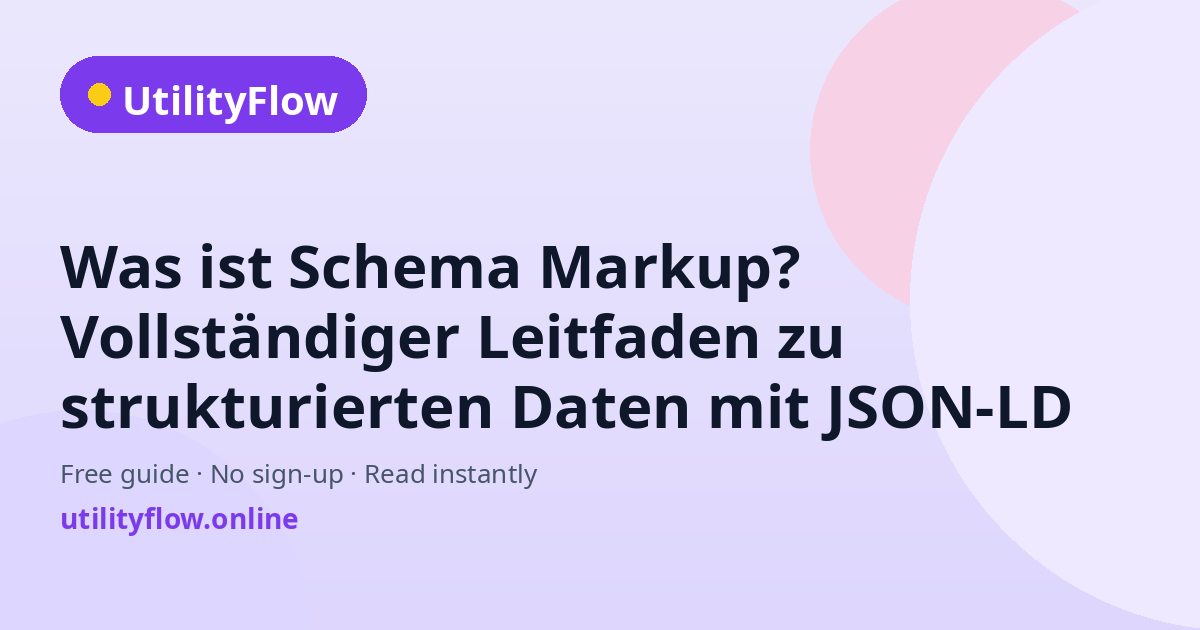 UtilityFlow
Was ist Schema Markup?
Vollständiger Leitfaden zu
strukturierten Daten mit JSON-LD
Free guide · No sign-up · Read instantly
utilityflow.online